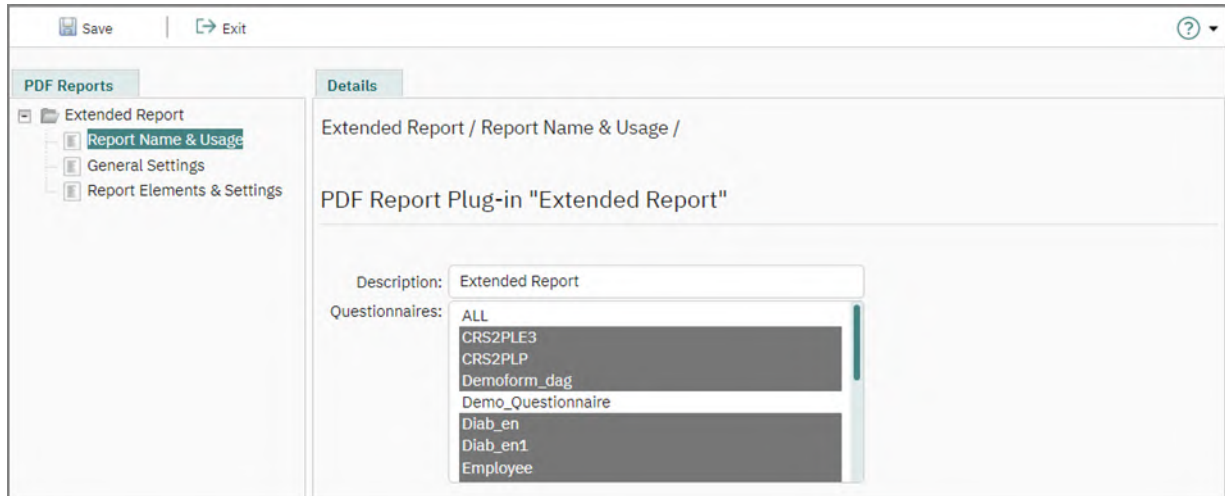 Save Exit ?
PDF Reports
Extended Report
Report Name & Usage
General Settings
Report Elements & Settings
Details
Extended Report / Report Name & Usage /
PDF Report Plug-in "Extended Report"
Description: Extended Report
Questionnaires: ALL
CRS2PLE3
CRS2PLP
Demoform_dag
Demo_Questionnaire
Diab_en
Diab_en1
Employee